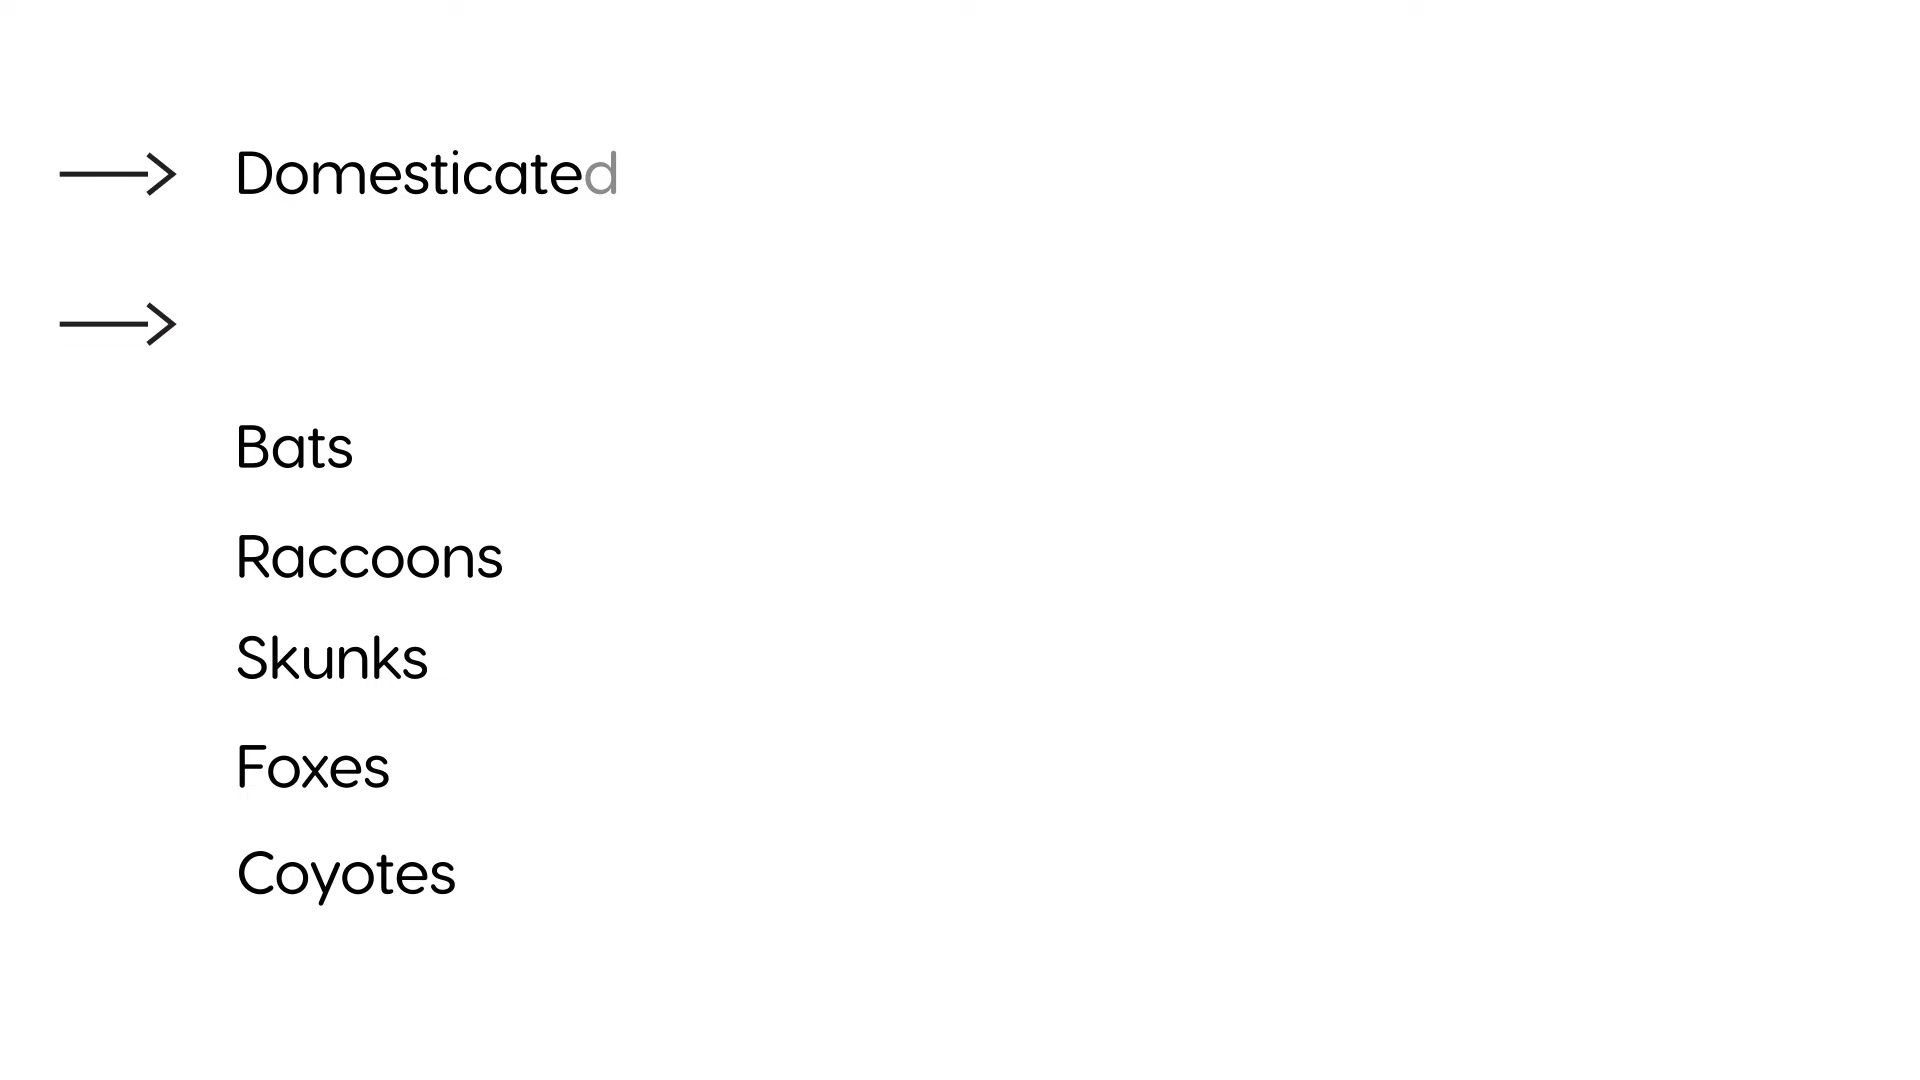 Domesticated
Bats
Raccoons
Skunks
Foxes
Coyotes